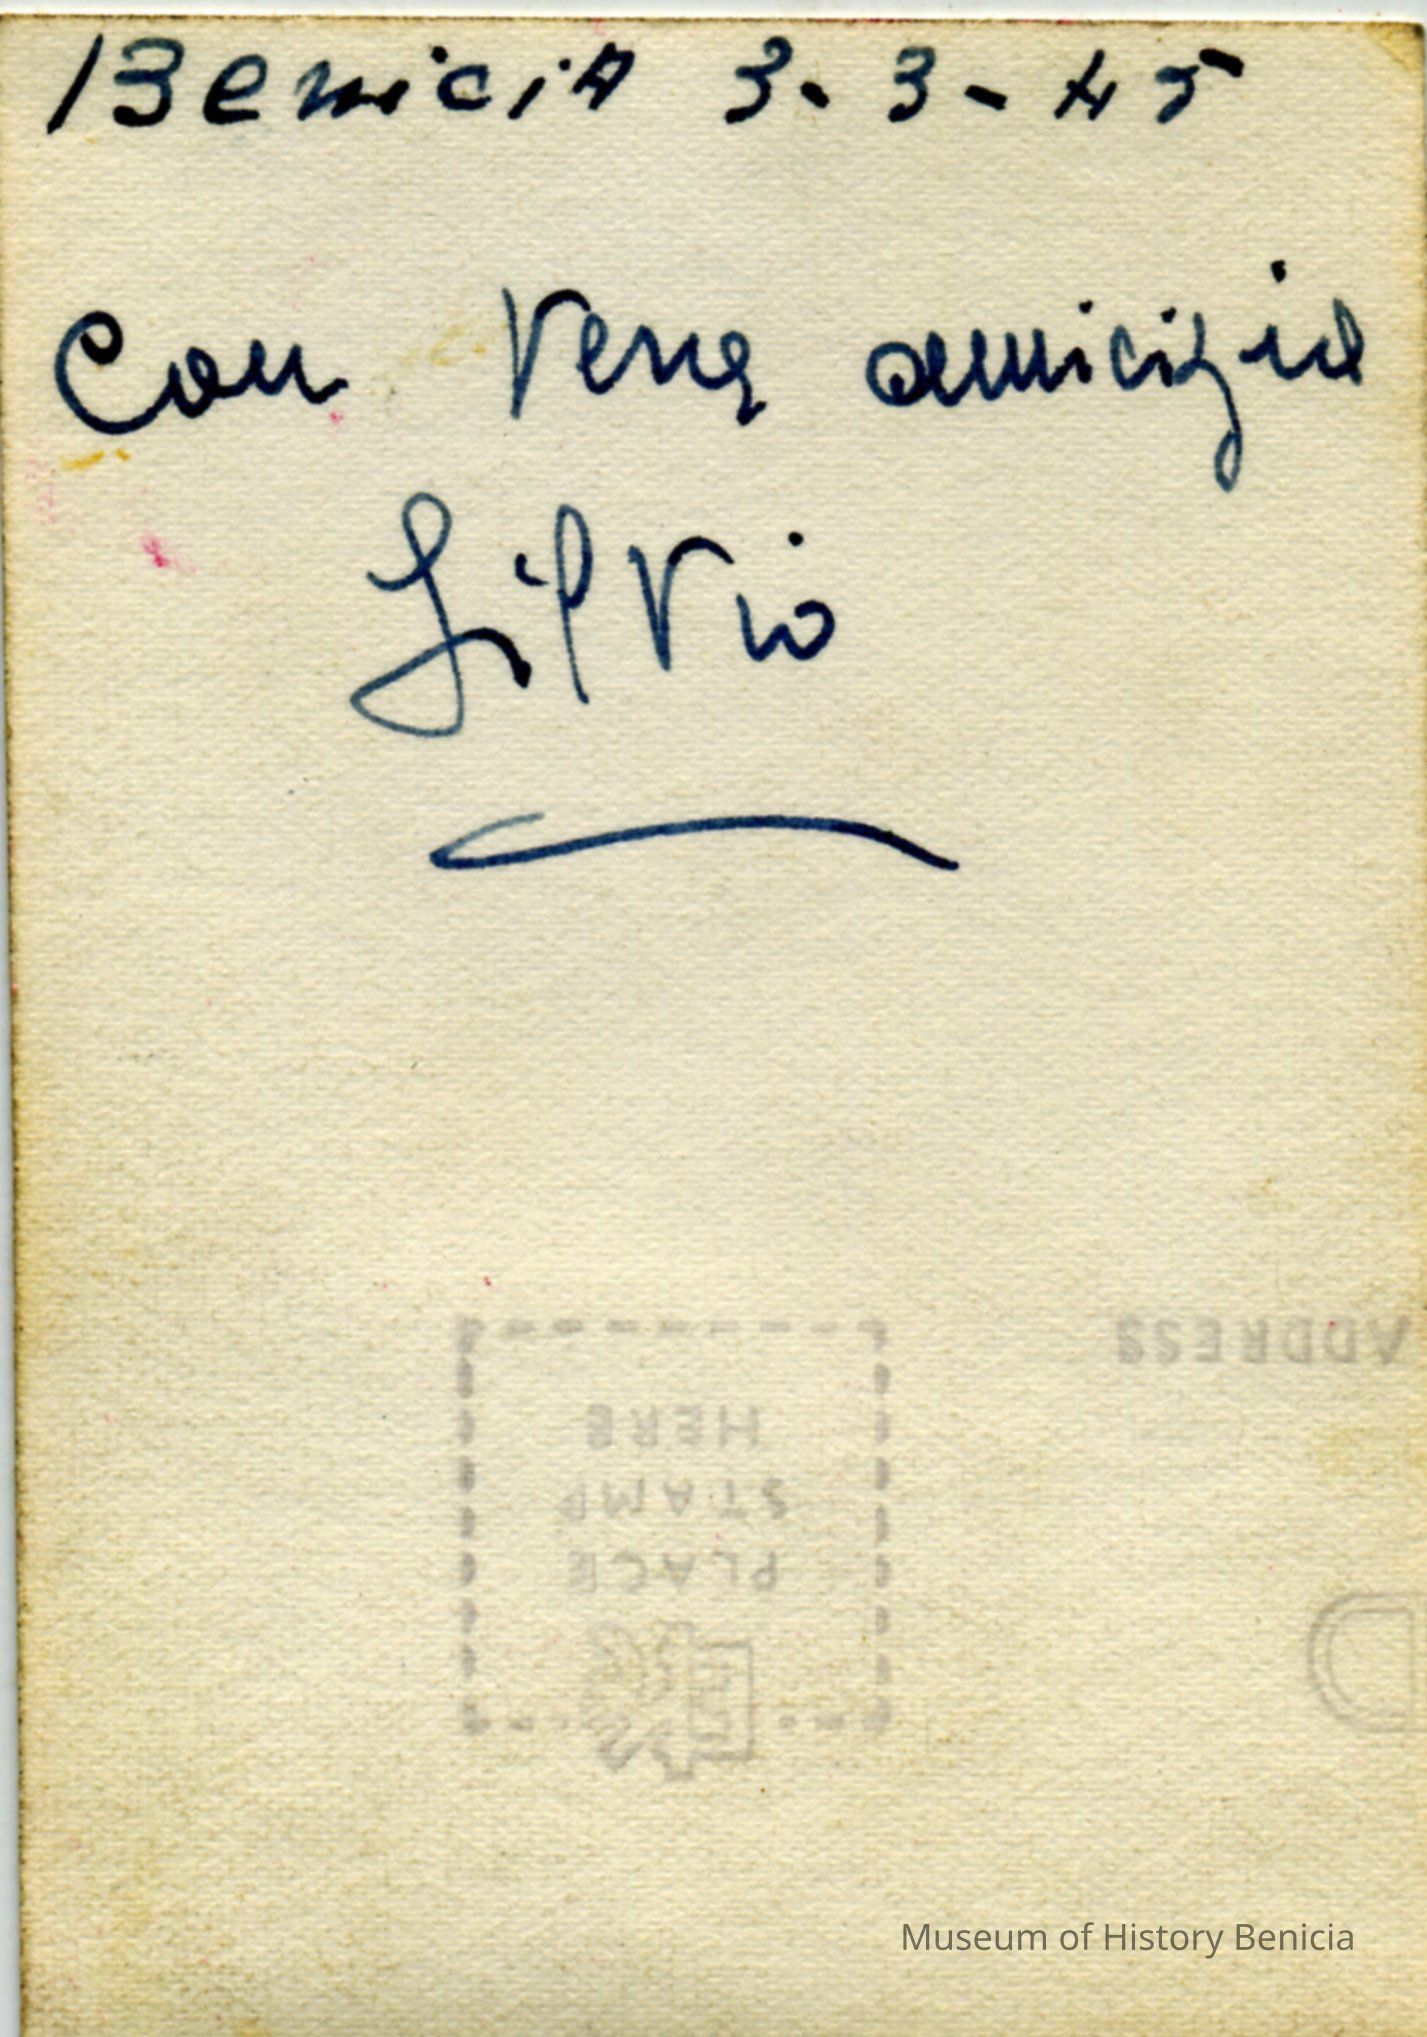 Benicia 3-3-45
Con Vera amicizia
Silvio
ADDRESS
HERE
STAMP
PLACE
Museum of History Benicia